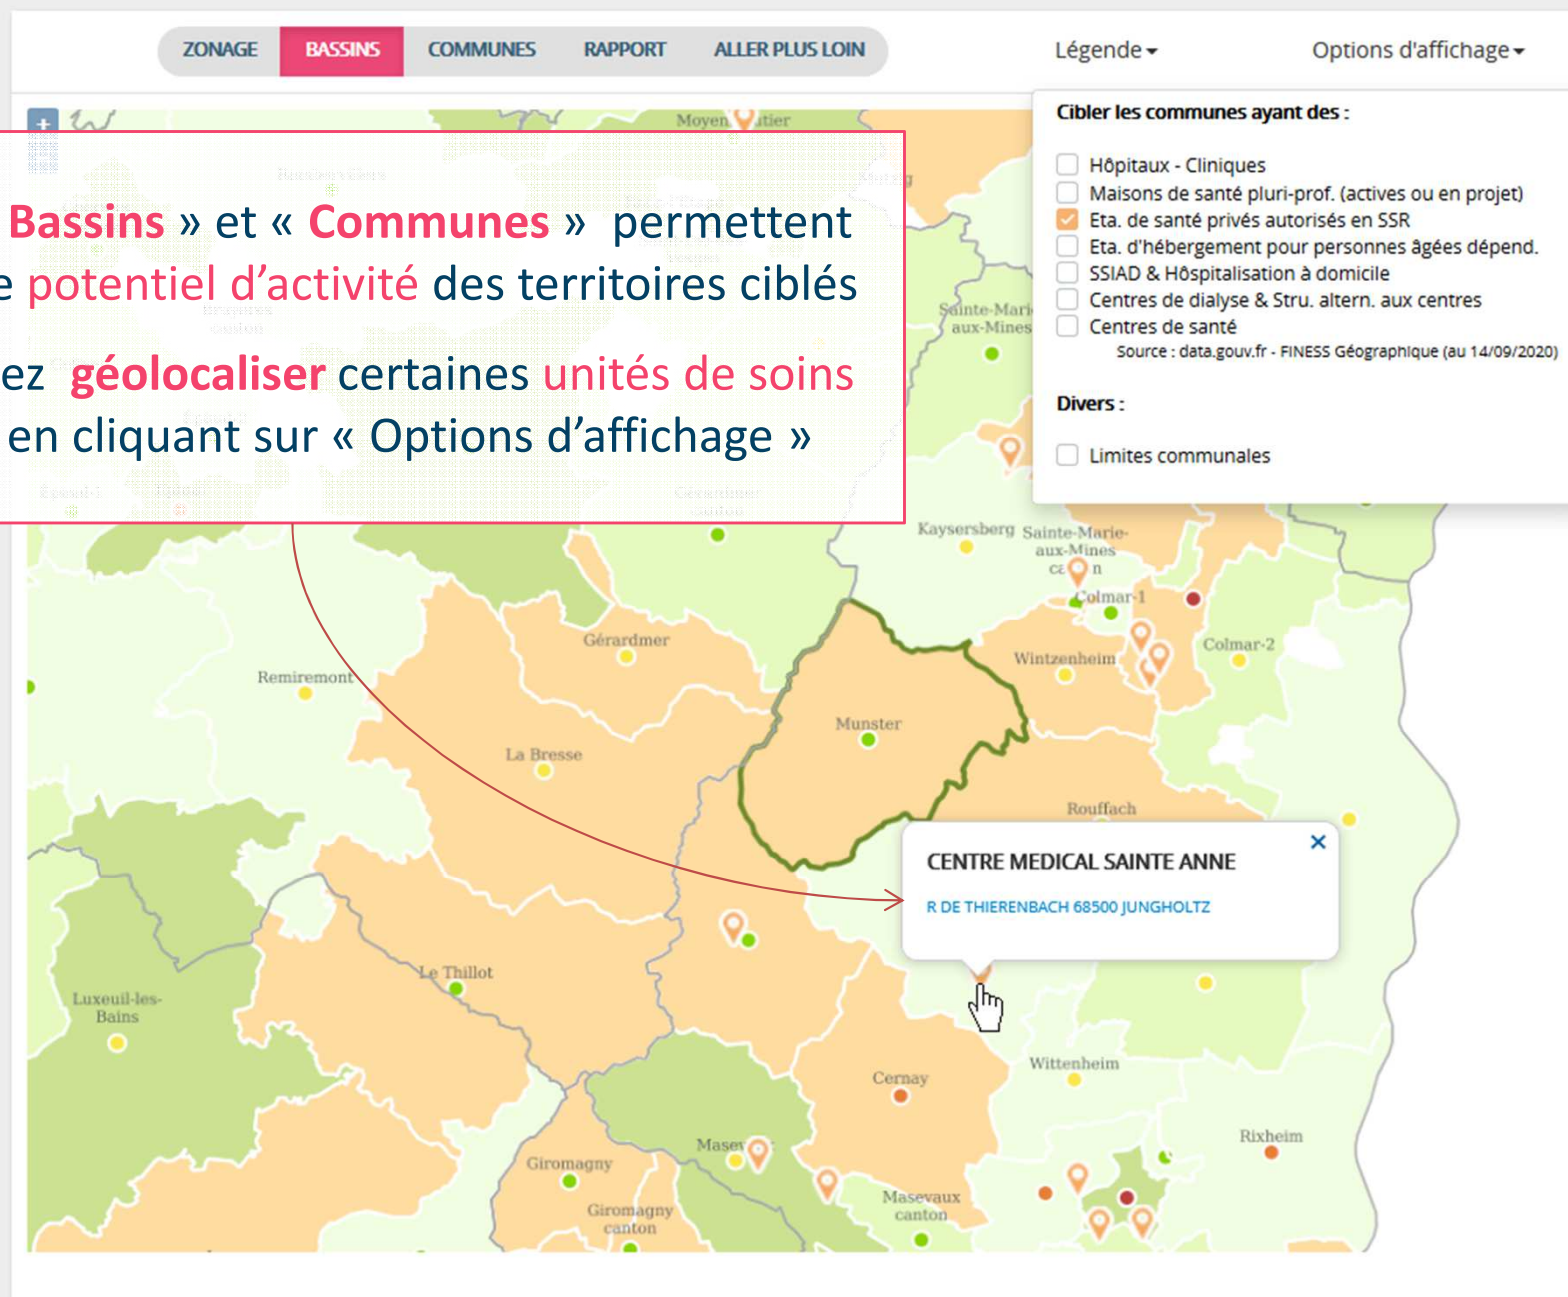 ZONAGE BASSINS COMMUNES RAPPORT ALLER PLUS LOIN Légende Options d'affichage
Cibler les communes ayant des :
Hôpitaux - Cliniques
Maisons de santé pluri-prof. (actives ou en projet)
Eta. de santé privés autorisés en SSR
Eta. d'hébergement pour personnes âgées dépend.
SSIAD & Hôspitalisation à domicile
Centres de dialyse & Stru. altern. aux centres
Centres de santé
Source : data.gouv.fr - FINESS Géographique (au 14/09/2020)
Divers :
Limites communales
+
Bassins » et « Communes » permettent
potentiel d’activité des territoires ciblés
ez géolocaliser certaines unités de soins
en cliquant sur « Options d’affichage »
aux-Mines
Kaysersberg
Sainte-Marie-
aux-Mines
Colmar-1
Colmar-2
Gérardmer
Wintzenheim
Remiremont
Munster
La Bresse
Rouffach
CENTRE MEDICAL SAINTE ANNE
R DE THIERENBACH 68500 JUNGHOLTZ
Le Thillot
Luxeuil-les-
Bains
Wittenheim
Cernay
Rixheim
Giromagny
Masevaux
canton
Giromagny
canton